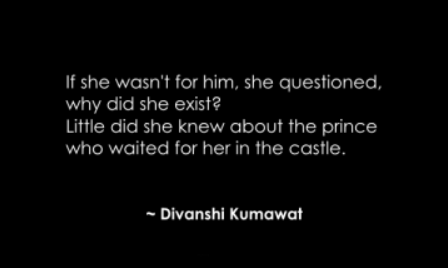 If she wasn't for him, she questioned,
why did she exist?
Little did she knew about the prince
who waited for her in the castle.
~ Divanshi Kumawat